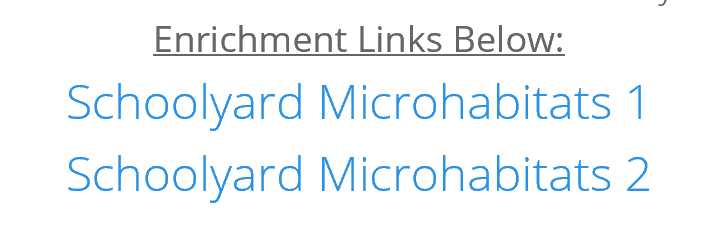 Enrichment Links Below:
Schoolyard Microhabitats 1
Schoolyard Microhabitats 2